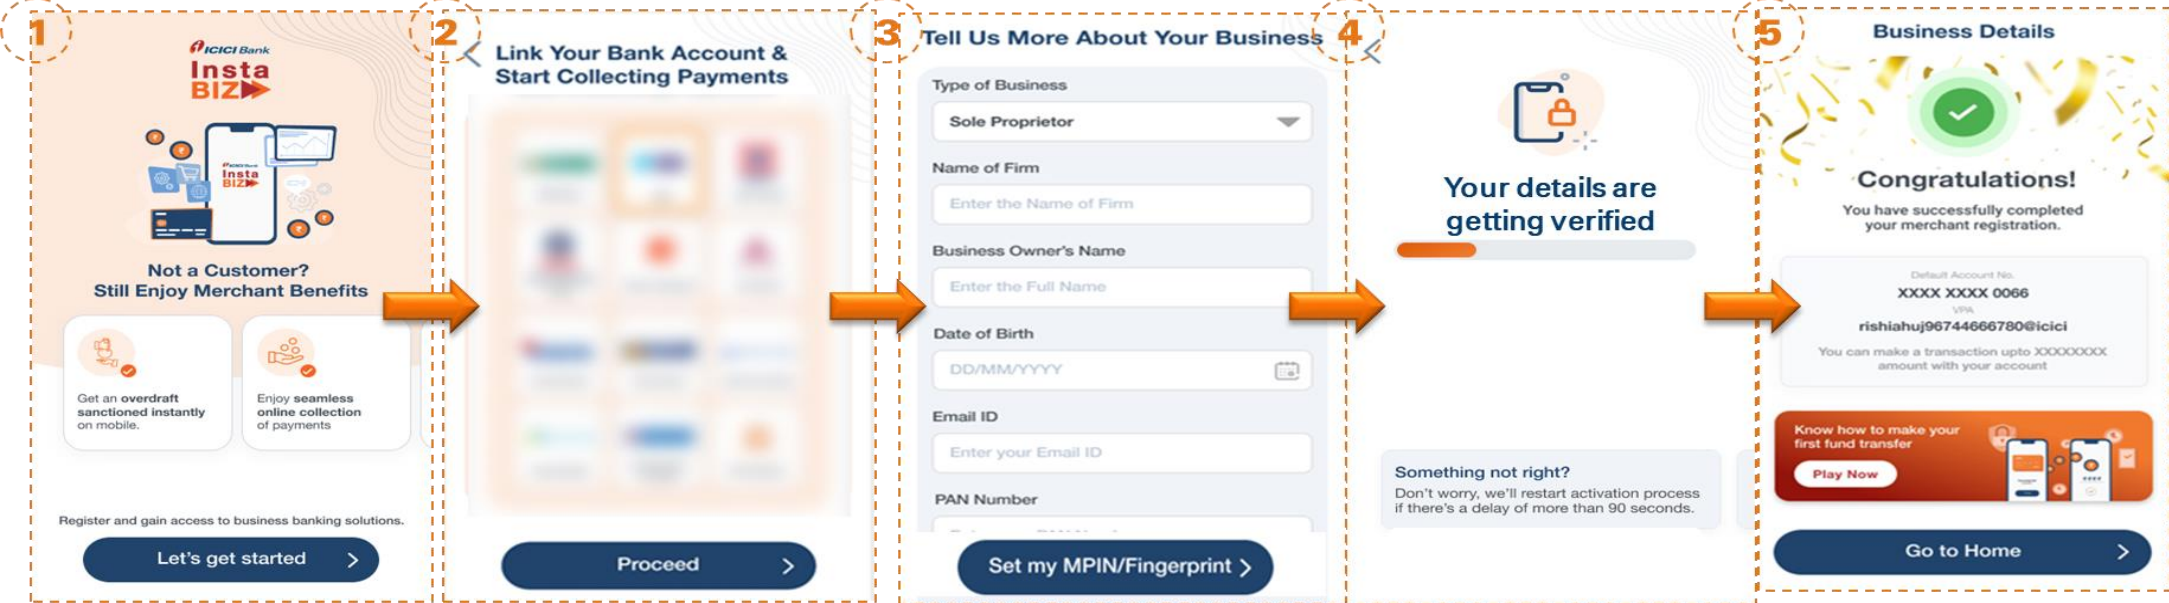 1
ICICI Bank
Insta
BIZ
ICICI Bank
Insta
BIZ
Not a Customer?
Still Enjoy Merchant Benefits
Get an overdraft
sanctioned instantly
on mobile.
Enjoy seamless
online collection
of payments
Register and gain access to business banking solutions.
Let's get started
2
Link Your Bank Account &
Start Collecting Payments
Proceed
3
Tell Us More About Your Business
Type of Business
Sole Proprietor
Name of Firm
Enter the Name of Firm
Business Owner's Name
Enter the Full Name
Date of Birth
DD/MM/YYYY
Email ID
Enter your Email ID
PAN Number
Set my MPIN/Fingerprint
4
Your details are
getting verified
Something not right?
Don't worry, we'll restart activation process
if there's a delay of more than 90 seconds.
5
Business Details
Congratulations!
You have successfully completed
your merchant registration.
Default Account No.
XXXX XXXX 0066
VPA
rishiahuj96744666780@icici
You can make a transaction upto XXXXXXXX
amount with your account
Know how to make your
first fund transfer
Play Now
Go to Home